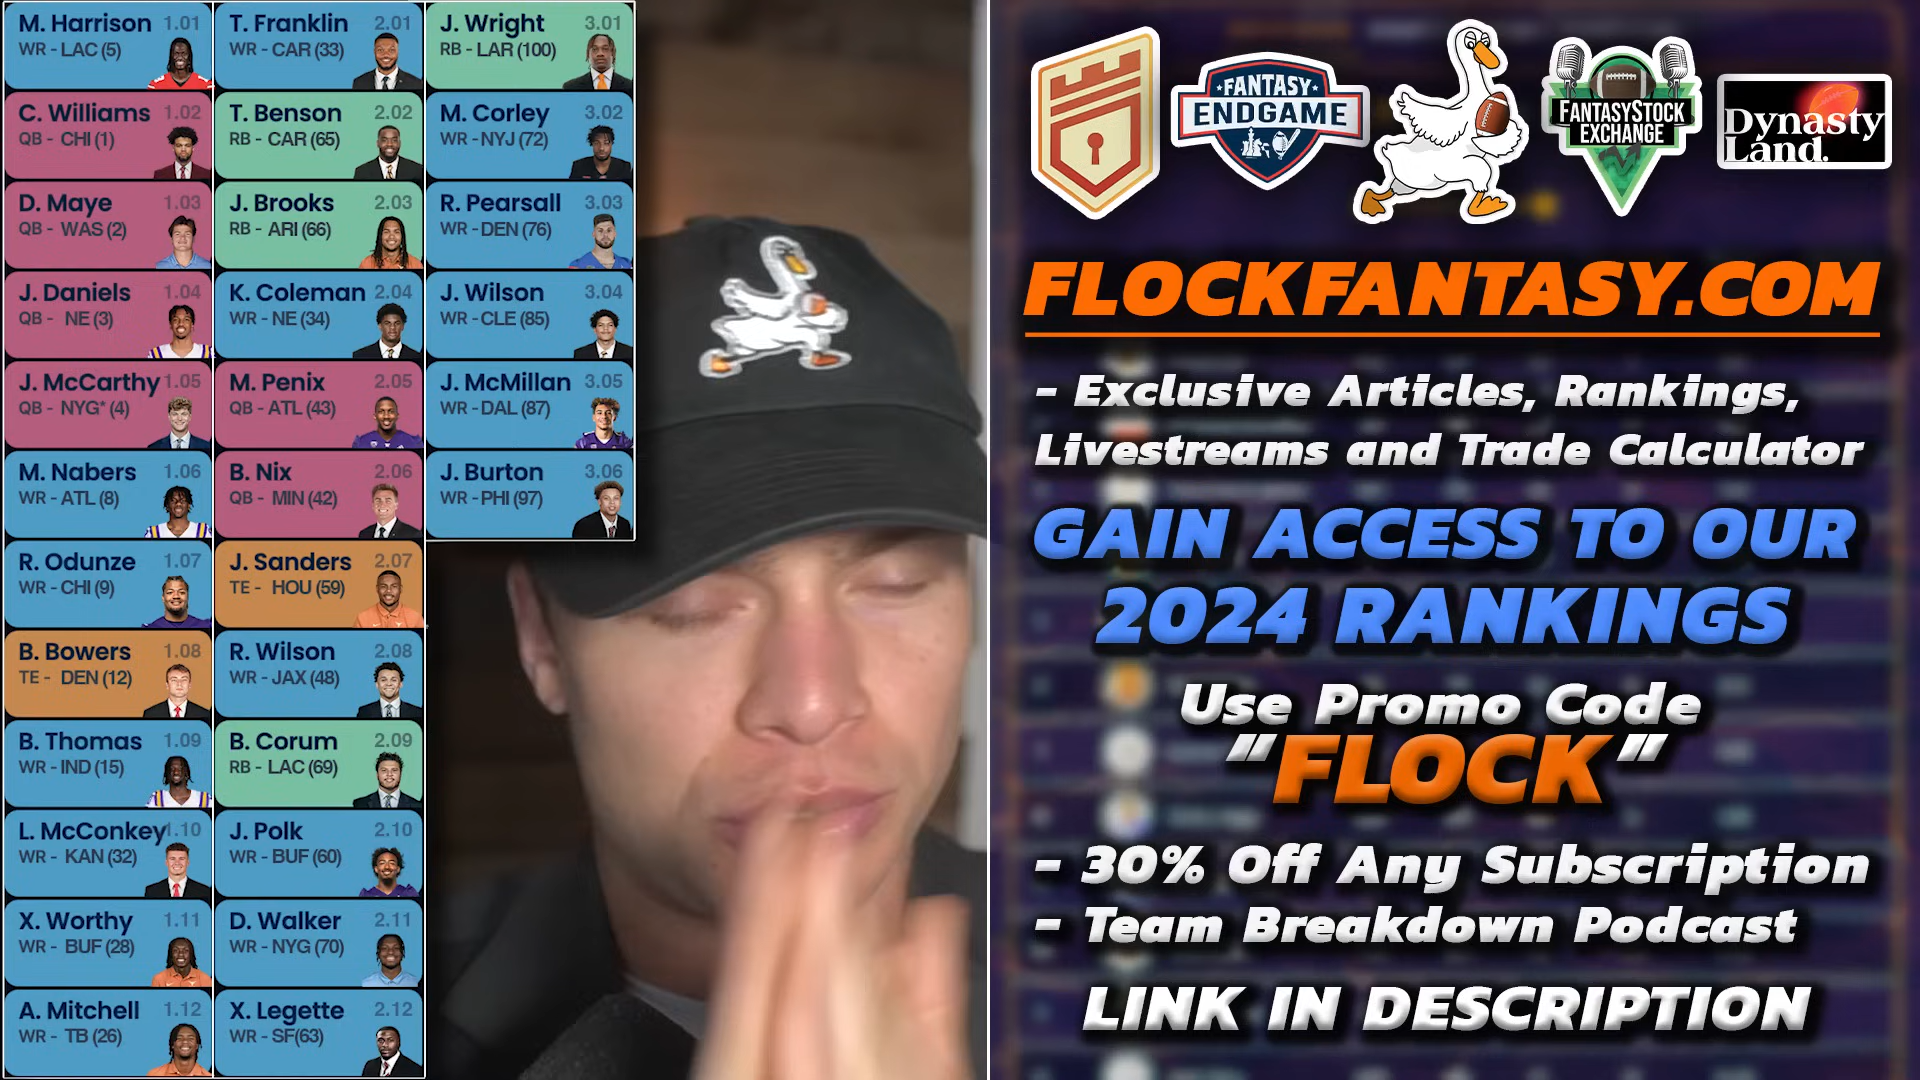 M. Harrison 1.01
WR - LAC (5)
C. Williams 1.02
QB - CHI (1)
D. Maye 1.03
QB - WAS (2)
J. Daniels 1.04
QB - NE (3)
J. McCarthy 1.05
QB - NYG* (4)
M. Nabers 1.06
WR - ATL (8)
R. Odunze 1.07
WR - CHI (9)
B. Bowers 1.08
TE - DEN (12)
B. Thomas 1.09
WR - IND (15)
L. McConkey 1.10
WR - KAN (32)
X. Worthy 1.11
WR - BUF (28)
A. Mitchell 1.12
WR - TB (26)
T. Franklin 2.01
WR - CAR (33)
T. Benson 2.02
RB - CAR (65)
J. Brooks 2.03
RB - ARI (66)
K. Coleman 2.04
WR - NE (34)
M. Penix 2.05
QB - ATL (43)
B. Nix 2.06
QB - MIN (42)
J. Sanders 2.07
TE - HOU (59)
R. Wilson 2.08
WR - JAX (48)
B. Corum 2.09
RB - LAC (69)
J. Polk 2.10
WR - BUF (60)
D. Walker 2.11
WR - NYG (70)
X. Legette 2.12
WR - SF(63)
J. Wright 3.01
RB - LAR (100)
M. Corley 3.02
WR - NYJ (72)
R. Pearsall 3.03
WR - DEN (76)
J. Wilson 3.04
WR - CLE (85)
J. McMillan 3.05
WR - DAL (87)
J. Burton 3.06
WR - PHI (97)
FANTASY
ENDGAME
FANTASYSTOCK
EXCHANGE
Dynasty
Land.
FLOCKFANTASY.COM
- Exclusive Articles, Rankings,
Livestreams and Trade Calculator
GAIN ACCESS TO OUR
2024 RANKINGS
Use Promo Code
"FLOCK"
- 30% Off Any Subscription
- Team Breakdown Podcast
LINK IN DESCRIPTION